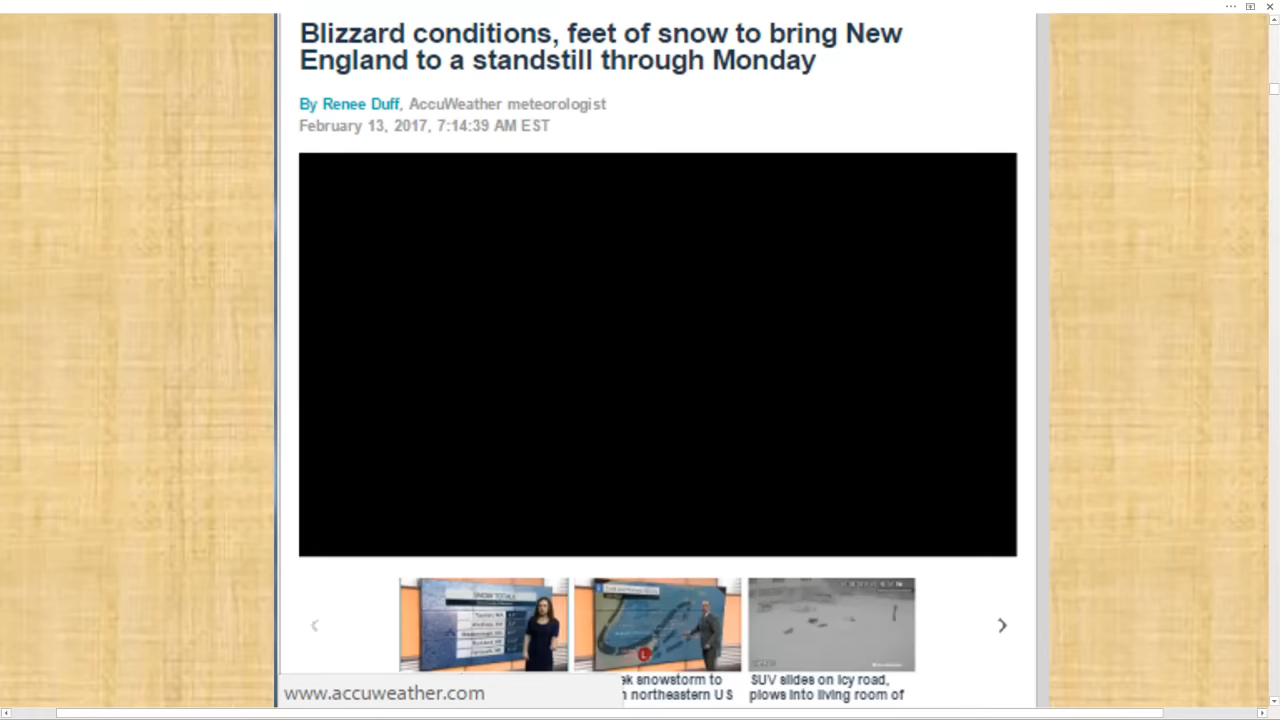 Blizzard conditions, feet of snow to bring New
England to a standstill through Monday
By Renee Duff, AccuWeather meteorologist
February 13, 2017, 7:14:39 AM EST
SNOW TOTALS
L
snowstorm to
northeastern US
SUV slides on icy road,
plows into living room of
www.accuweather.com